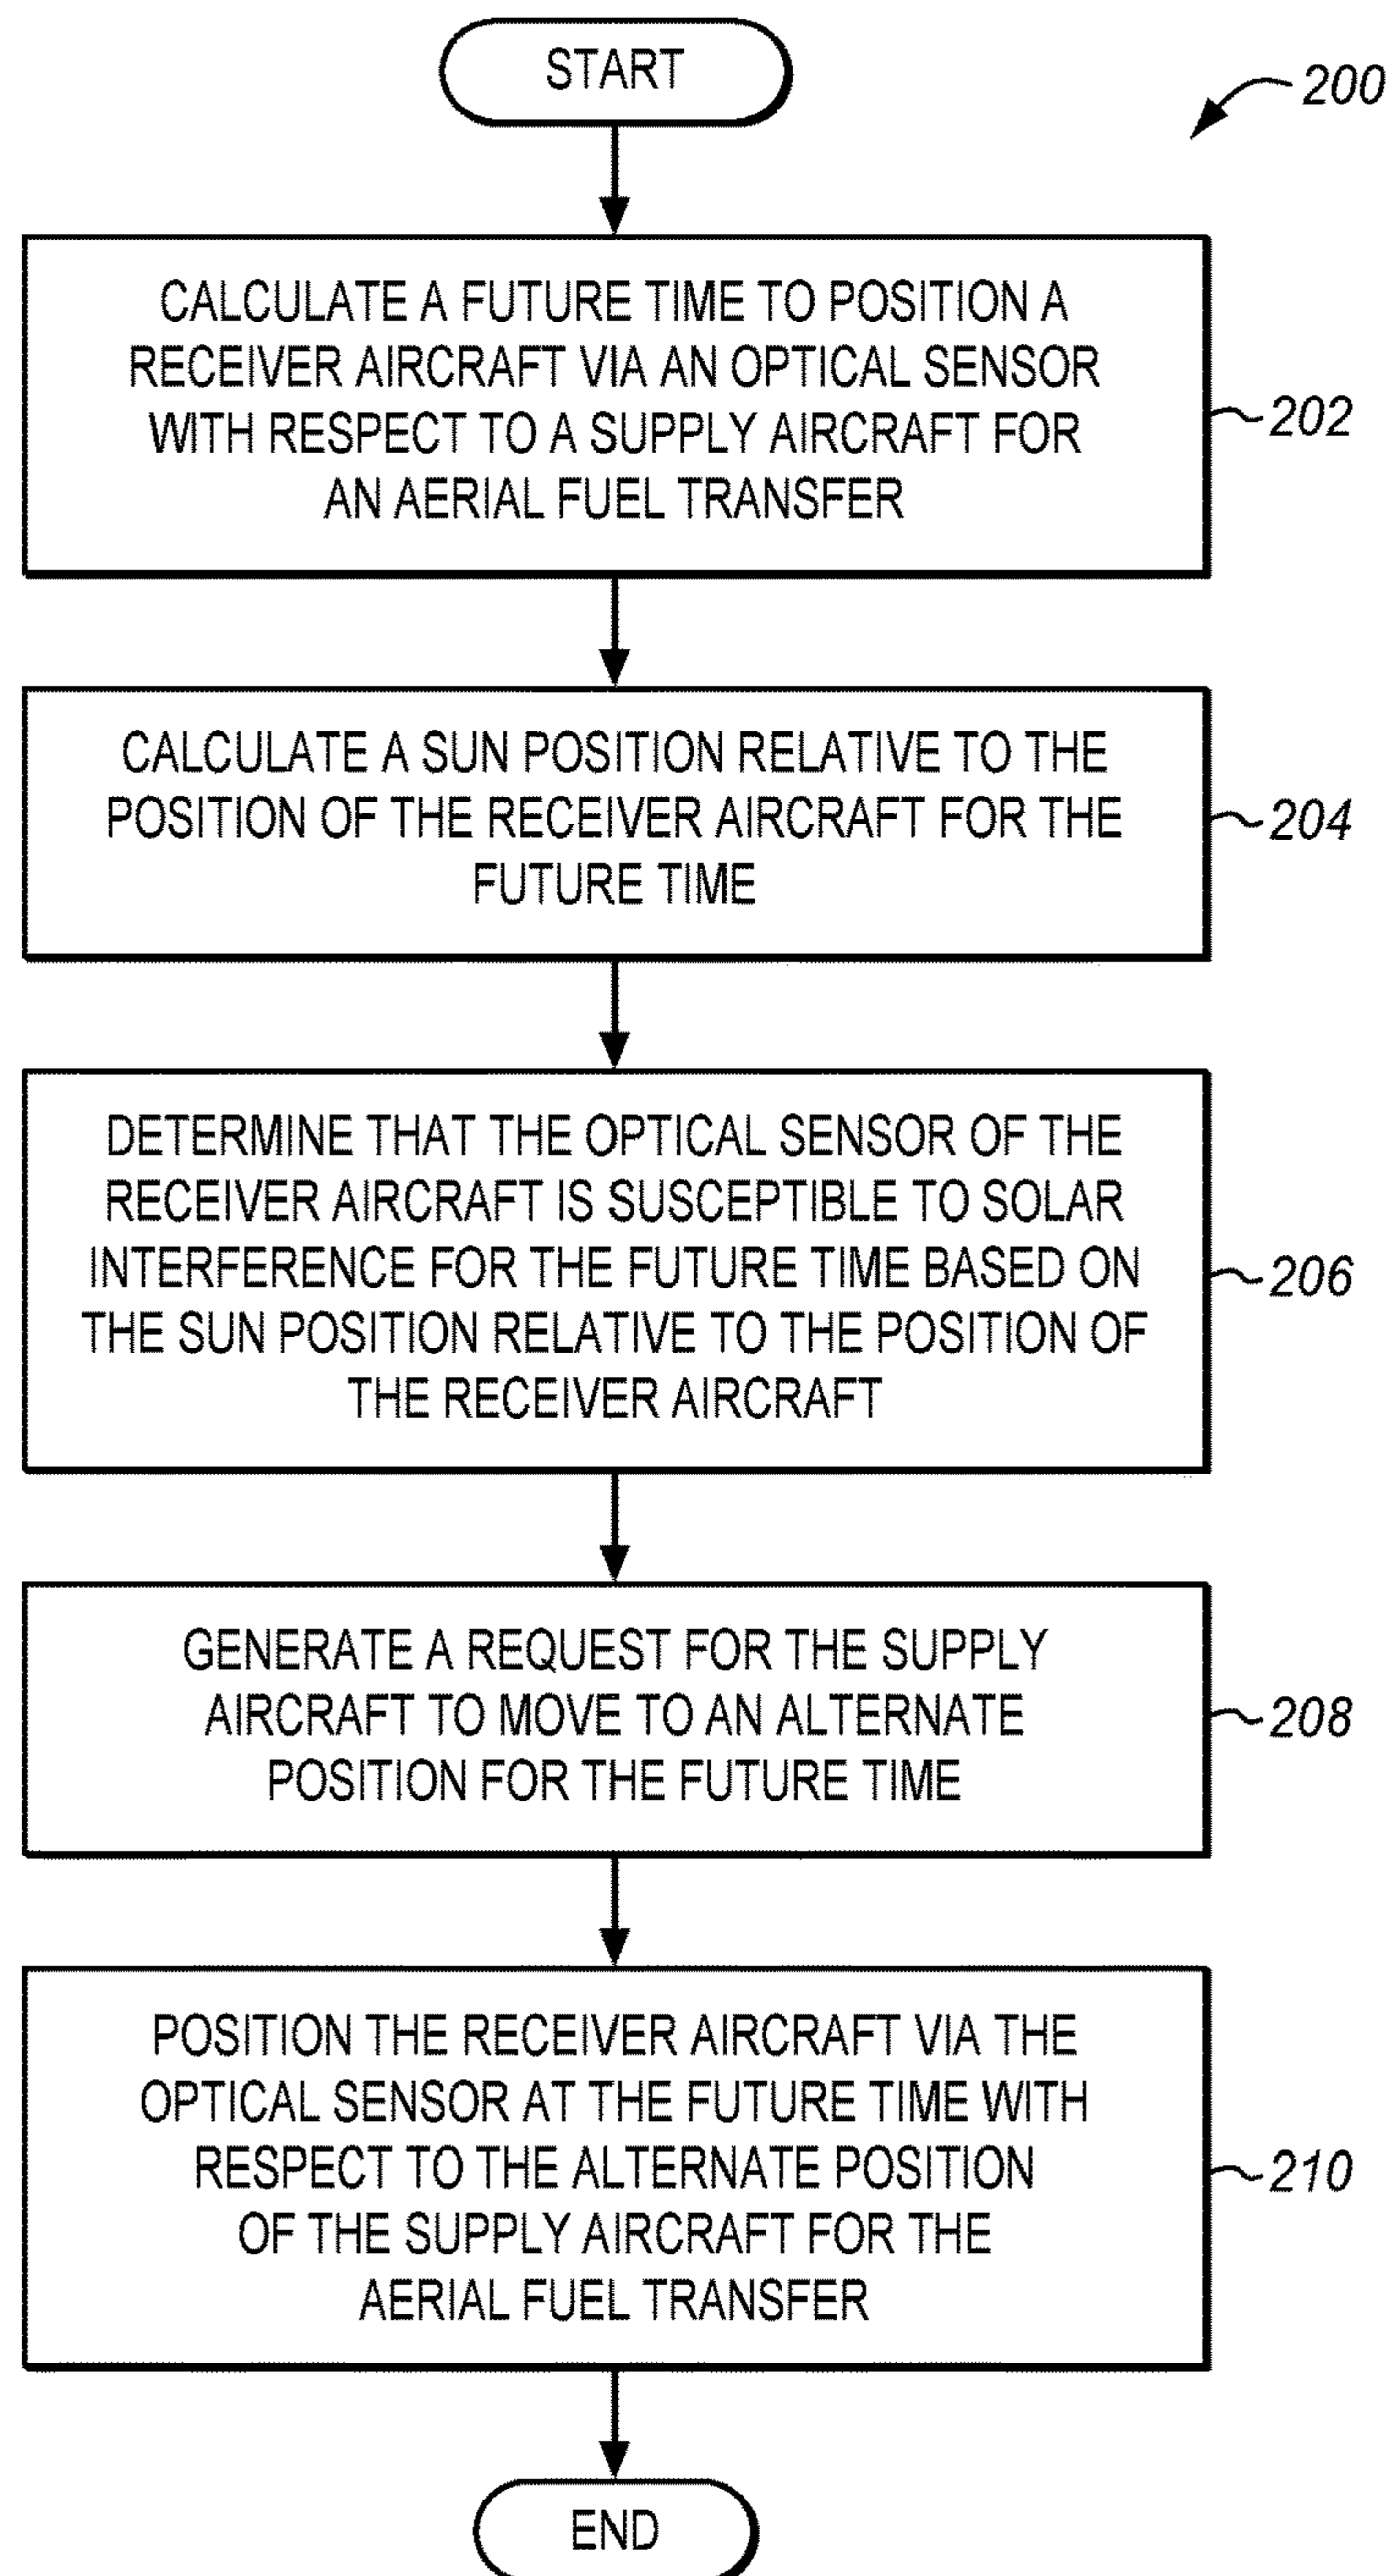 START
200
CALCULATE A FUTURE TIME TO POSITION A
RECEIVER AIRCRAFT VIA AN OPTICAL SENSOR
WITH RESPECT TO A SUPPLY AIRCRAFT FOR
AN AERIAL FUEL TRANSFER
202
CALCULATE A SUN POSITION RELATIVE TO THE
POSITION OF THE RECEIVER AIRCRAFT FOR THE
FUTURE TIME
204
DETERMINE THAT THE OPTICAL SENSOR OF THE
RECEIVER AIRCRAFT IS SUSCEPTIBLE TO SOLAR
INTERFERENCE FOR THE FUTURE TIME BASED ON
THE SUN POSITION RELATIVE TO THE POSITION OF
THE RECEIVER AIRCRAFT
206
GENERATE A REQUEST FOR THE SUPPLY
AIRCRAFT TO MOVE TO AN ALTERNATE
POSITION FOR THE FUTURE TIME
208
POSITION THE RECEIVER AIRCRAFT VIA THE
OPTICAL SENSOR AT THE FUTURE TIME WITH
RESPECT TO THE ALTERNATE POSITION
OF THE SUPPLY AIRCRAFT FOR THE
AERIAL FUEL TRANSFER
210
END